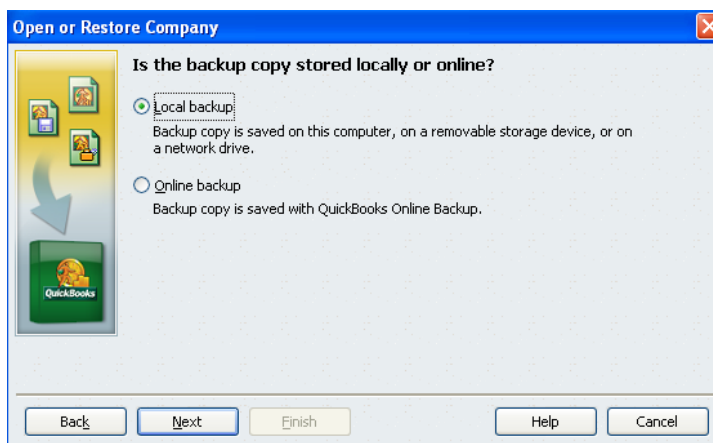 Open or Restore Company
Is the backup copy stored locally or online?
Local backup
Backup copy is saved on this computer, on a removable storage device, or on
a network drive.
Online backup
Backup copy is saved with QuickBooks Online Backup.
QuickBooks
Back
Next
Finish
Help
Cancel